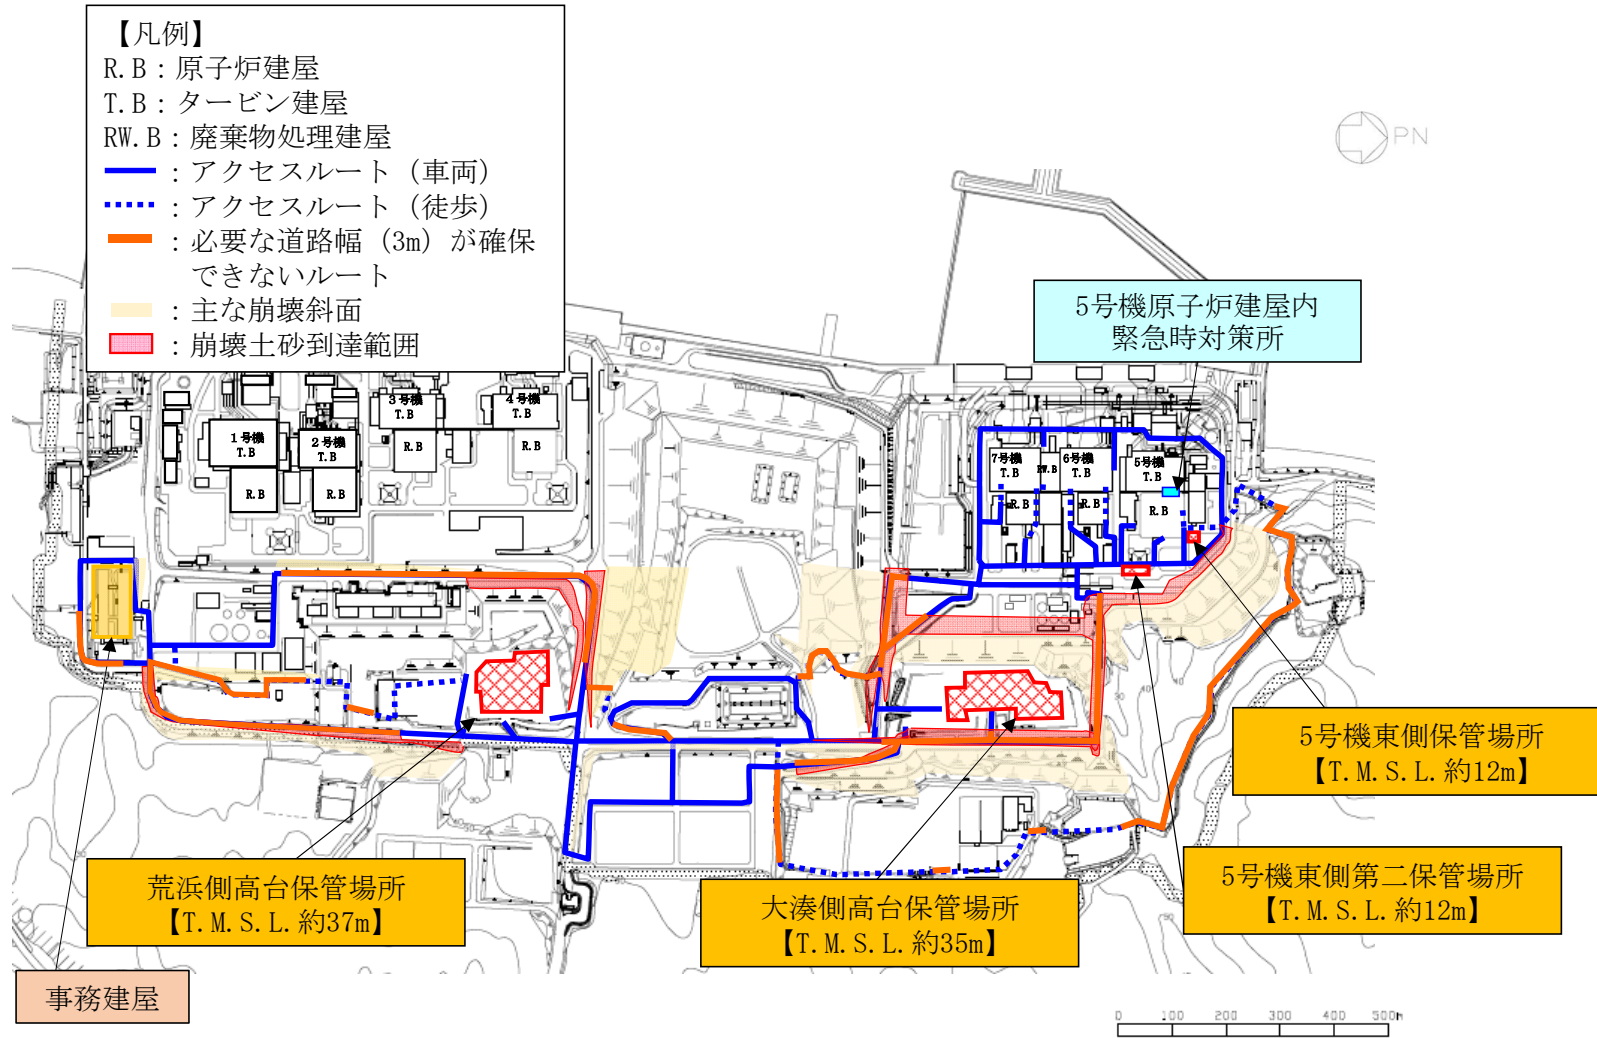 【凡例】
R.B：原子炉建屋
T.B：タービン建屋
RW.B：廃棄物処理建屋
：アクセスルート（車両）
：アクセスルート（徒歩）
：必要な道路幅（3m）が確保
できないルート
：主な崩壊斜面
：崩壊土砂到達範囲
PN
5号機原子炉建屋内
緊急時対策所
3号機
T.B
R.B
4号機
T.B
R.B
1号機
T.B
R.B
2号機
T.B
R.B
7号機
T.B
R.B
RW.B
6号機
T.B
R.B
5号機
T.B
R.B
5号機東側保管場所
【T.M.S.L.約12m】
5号機東側第二保管場所
【T.M.S.L.約12m】
荒浜側高台保管場所
【T.M.S.L.約37m】
大湊側高台保管場所
【T.M.S.L.約35m】
事務建屋
0 100 200 300 400 500m